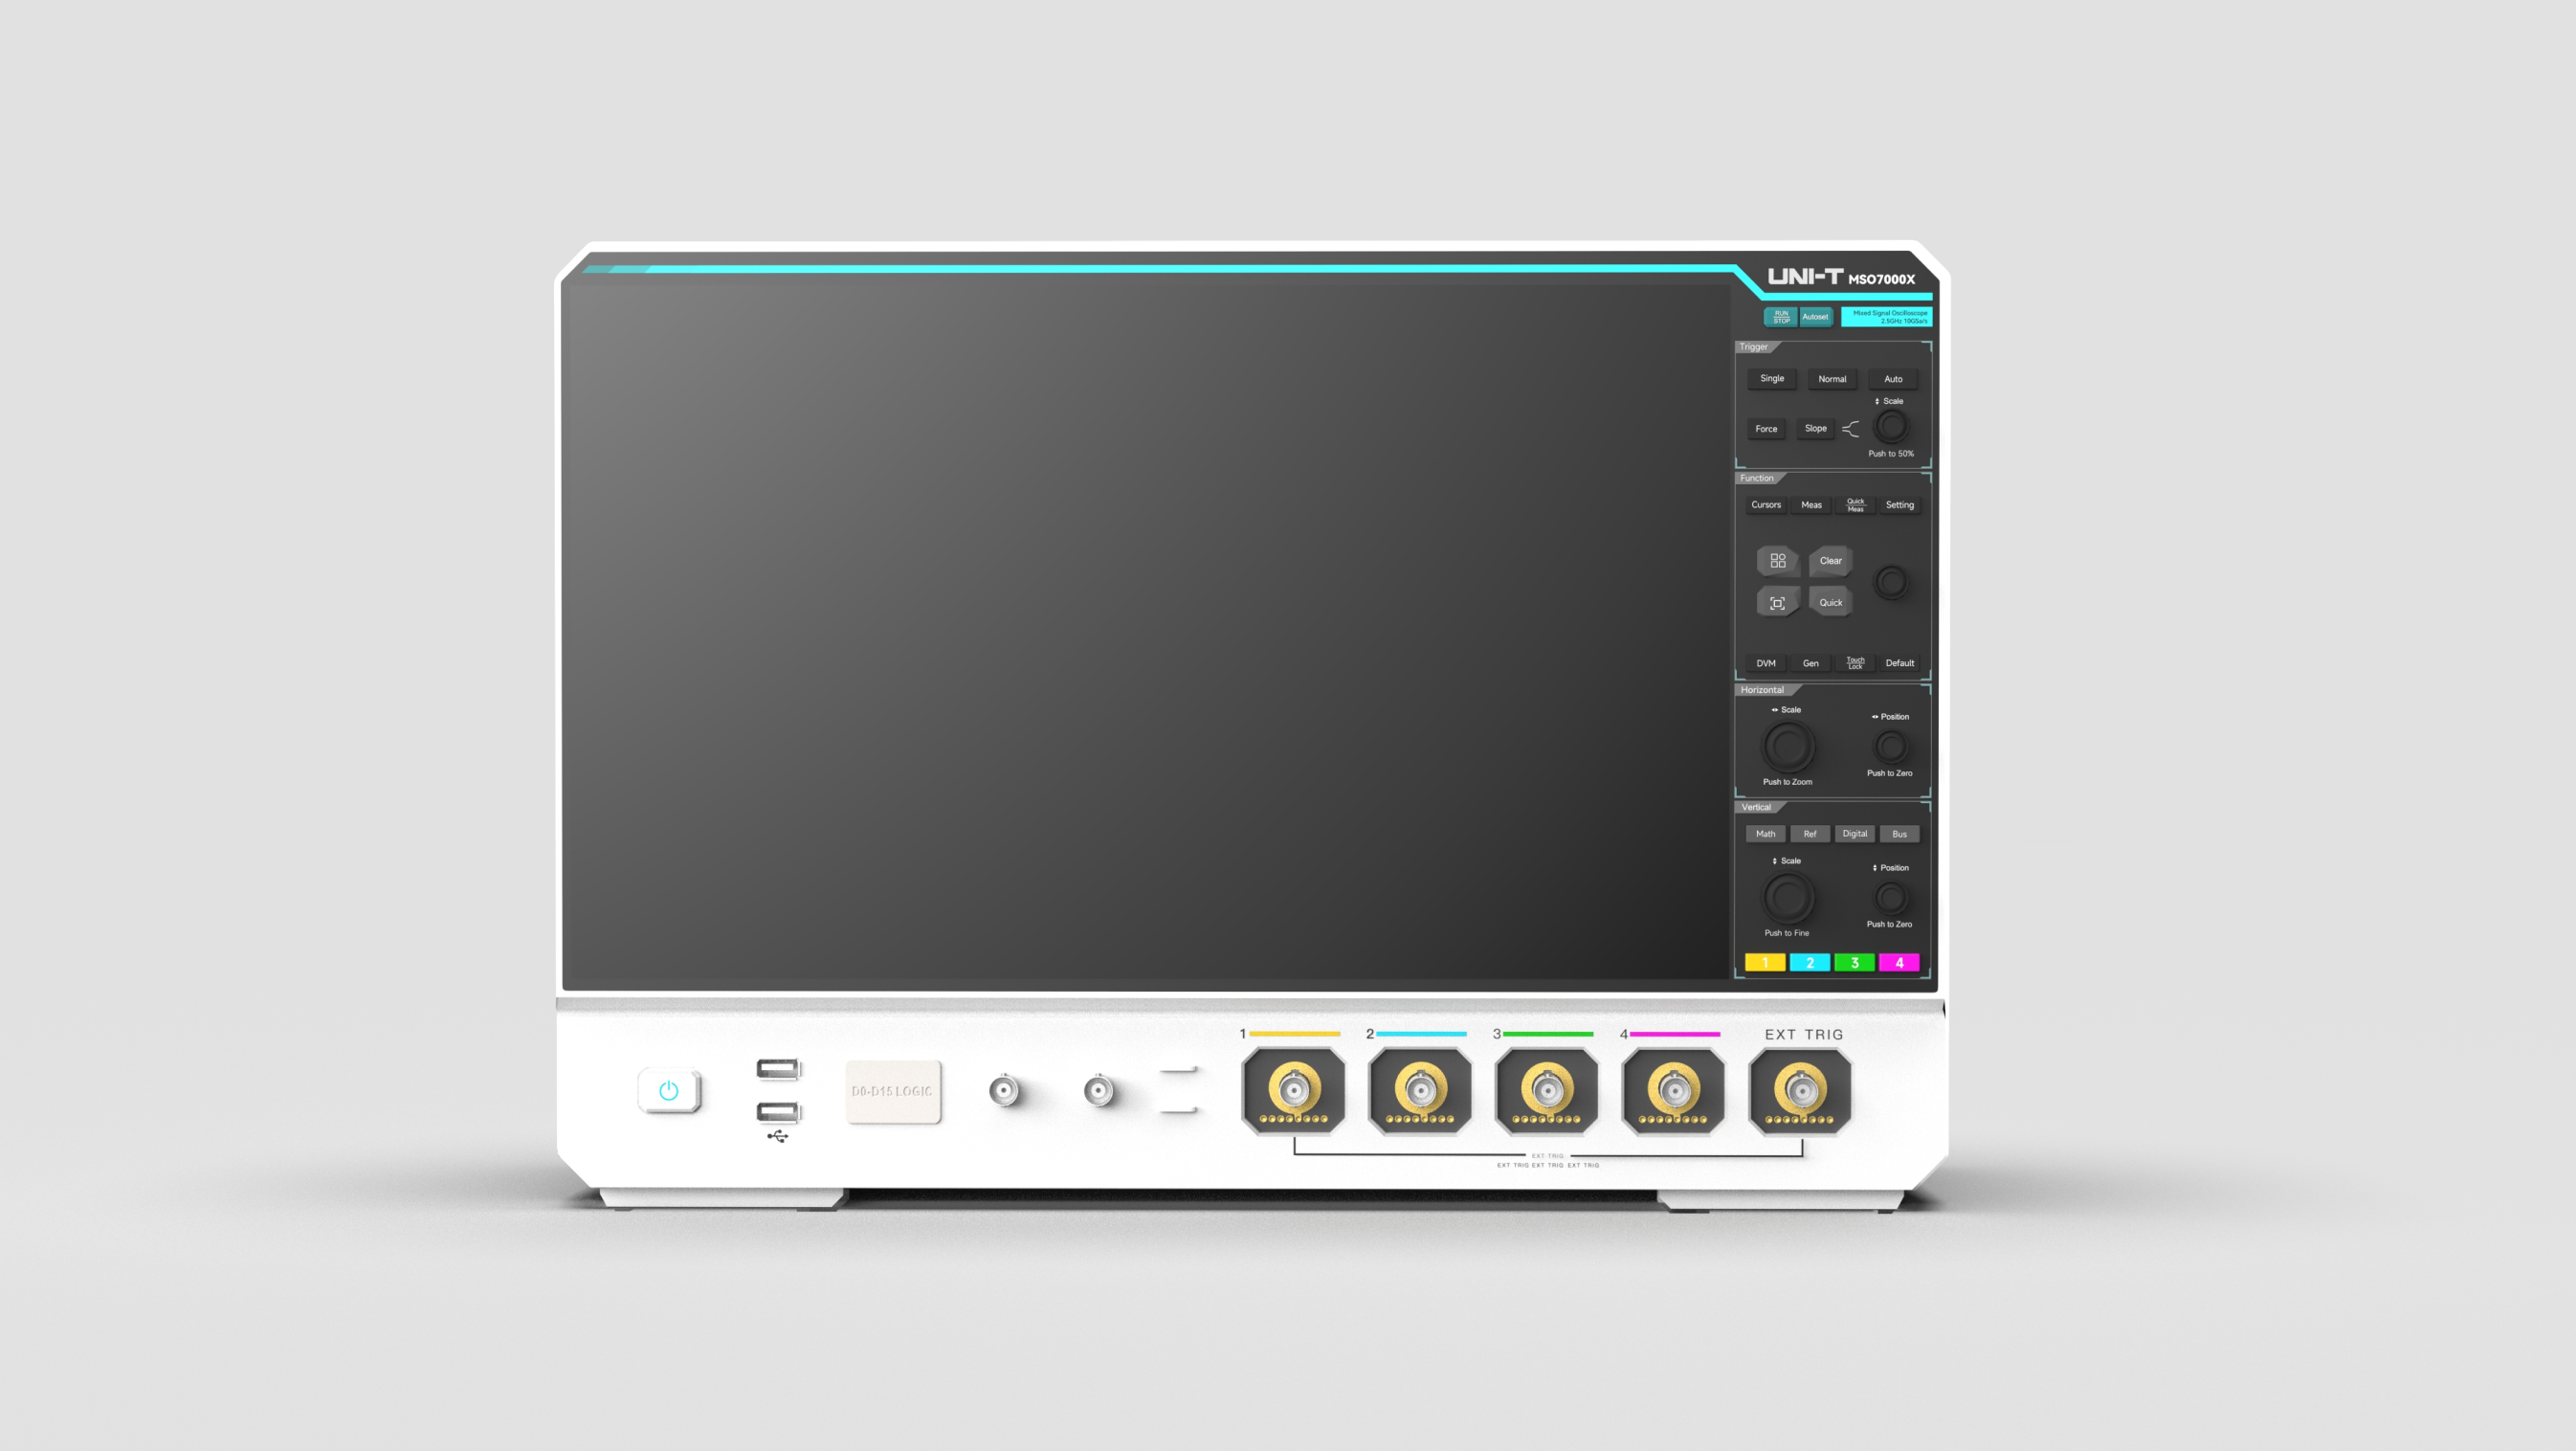 UNI-T MSO7000X
RUN
STOP
Autoset
Mixed Signal Oscilloscope
2.5GHz 10GSa/s
Trigger
Single
Normal
Auto
Scale
Force
Slope
Push to 50%
Function
Cursors
Meas
Quick
Meas
Setting
Clear
Quick
DVM
Gen
Touch
Lock
Default
Horizontal
Scale
Position
Push to Zoom
Push to Zero
Vertical
Math
Ref
Digital
Bus
Scale
Position
Push to Fine
Push to Zero
1
2
3
4
1
2
3
4
EXT TRIG
D0-D15 LOGIC
EXT TRIG
EXT TRIG EXT TRIG EXT TRIG